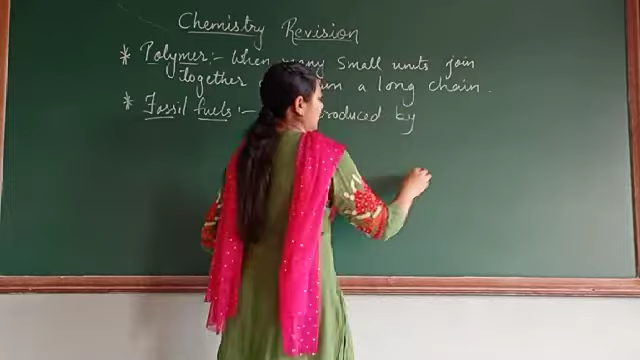 Chemistry Revision
* Polymer:- When many Small units join
together a long chain.
* Fossil fuels:- produced by